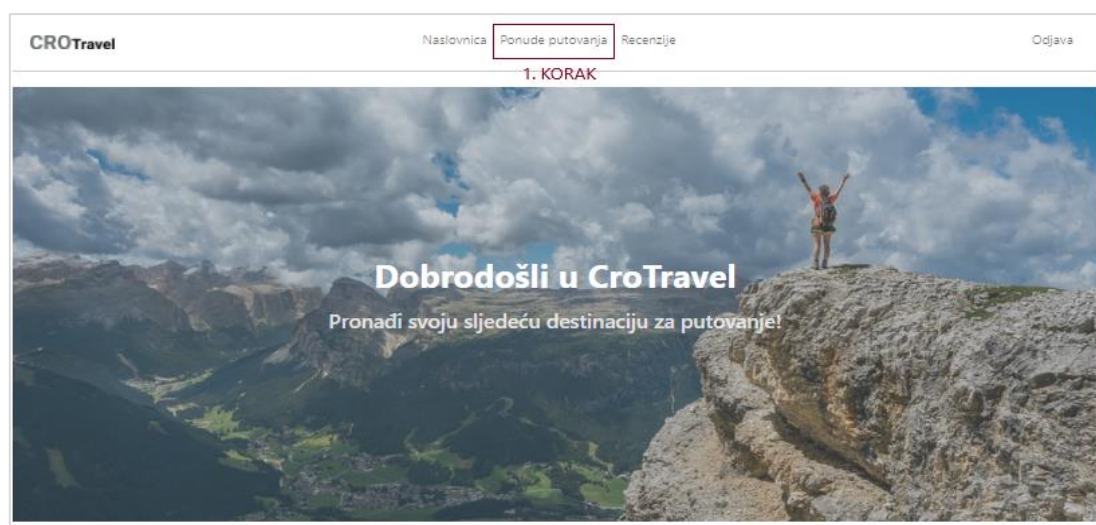 CROTravel
Naslovnica Ponude putovanja Recenzije
Odjava
1. KORAK
Dobrodošli u CroTravel
Pronađi svoju sljedeću destinaciju za putovanje!